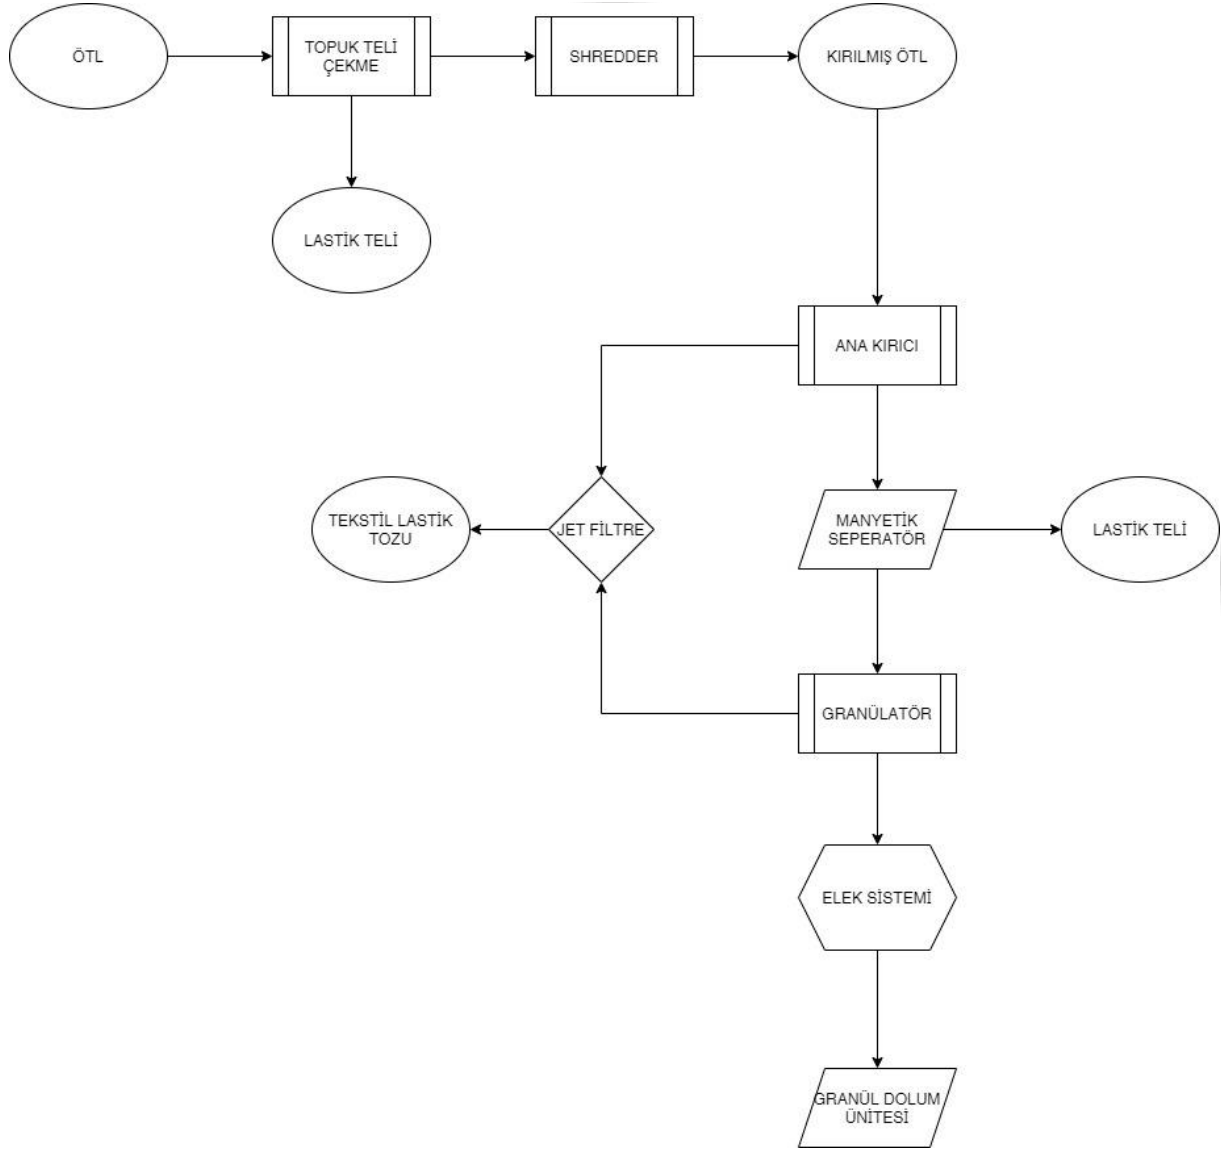 ÖTL
TOPUK TELİ
ÇEKME
SHREDDER
KIRILMIŞ ÖTL
LASTİK TELİ
ANA KIRICI
TEKSTİL LASTİK
TOZU
JET FİLTRE
MANYETİK
SEPERATÖR
LASTİK TELİ
GRANÜLATÖR
ELEK SİSTEMİ
GRANÜL DOLUM
ÜNİTESİ